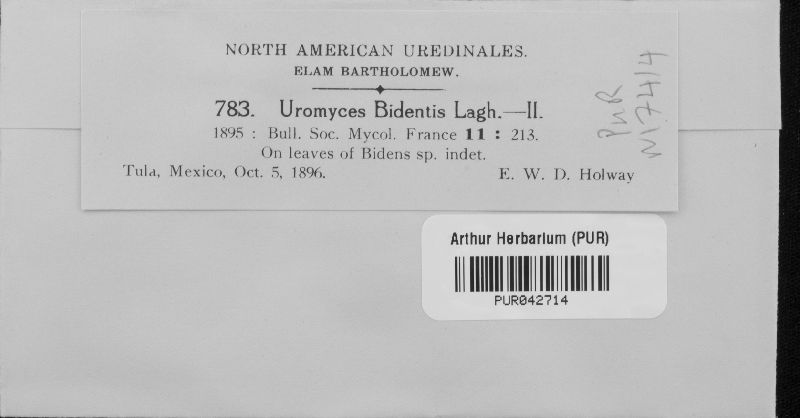 NORTH AMERICAN UREDINALES.
ELAM BARTHOLOMEW.
783. Uromyces Bidentis Lagh.—II.
1895 : Bull. Soc. Mycol. France 11 : 213.
On leaves of Bidens sp. indet.
Tula, Mexico, Oct. 5, 1896. E. W. D. Holway
PUR
N17414
Arthur Herbarium (PUR)
PUR042714